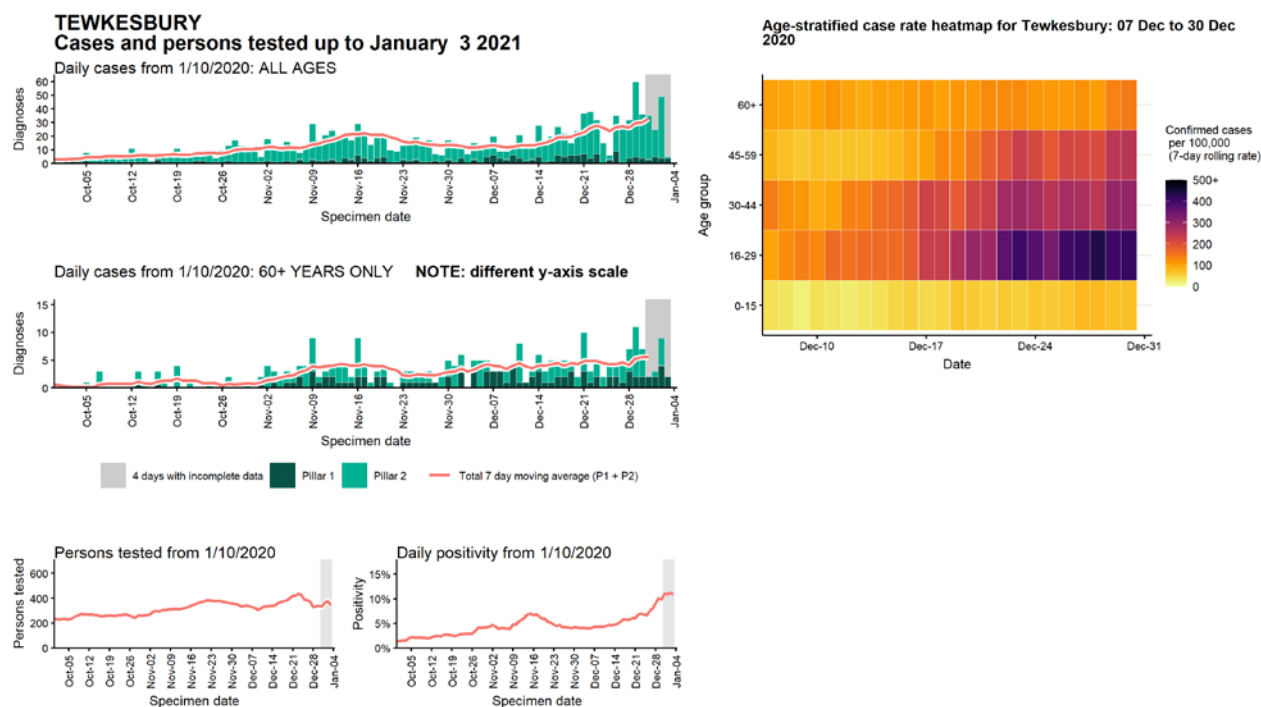 TEWKESBURY
Cases and persons tested up to January 3 2021
Daily cases from 1/10/2020: ALL AGES
Diagnoses
60
50
40
30
20
10
0
Oct-05
Oct-12
Oct-19
Oct-26
Nov-02
Nov-09
Nov-16
Nov-23
Nov-30
Dec-07
Dec-14
Dec-21
Dec-28
Jan-04
Specimen date
Daily cases from 1/10/2020: 60+ YEARS ONLY NOTE: different y-axis scale
Diagnoses
15
10
5
0
Oct-05
Oct-12
Oct-19
Oct-26
Nov-02
Nov-09
Nov-16
Nov-23
Nov-30
Dec-07
Dec-14
Dec-21
Dec-28
Jan-04
Specimen date
4 days with incomplete data Pillar 1 Pillar 2 Total 7 day moving average (P1 + P2)
Persons tested from 1/10/2020
Persons tested
600
400
200
0
Oct-05
Oct-12
Oct-19
Oct-26
Nov-02
Nov-09
Nov-16
Nov-23
Nov-30
Dec-07
Dec-14
Dec-21
Dec-28
Jan-04
Specimen date
Daily positivity from 1/10/2020
Positivity
15%
10%
5%
0%
Oct-05
Oct-12
Oct-19
Oct-26
Nov-02
Nov-09
Nov-16
Nov-23
Nov-30
Dec-07
Dec-14
Dec-21
Dec-28
Jan-04
Specimen date
Age-stratified case rate heatmap for Tewkesbury: 07 Dec to 30 Dec
2020
Age group
60+
45-59
30-44
16-29
0-15
Dec-10
Dec-17
Dec-24
Dec-31
Date
Confirmed cases
per 100,000
(7-day rolling rate)
500+
400
300
200
100
0